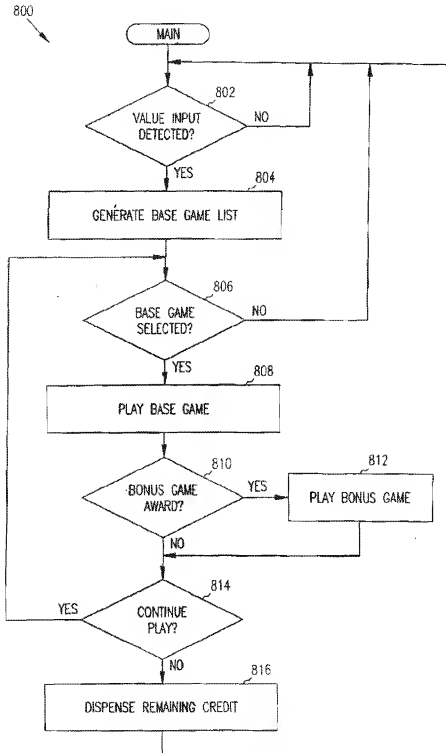 800
MAIN
802
VALUE INPUT
DETECTED?
NO
YES
804
GENERATE BASE GAME LIST
806
BASE GAME
SELECTED?
NO
YES
808
PLAY BASE GAME
810
BONUS GAME
AWARD?
YES
812
PLAY BONUS GAME
NO
814
YES
CONTINUE
PLAY?
NO
816
DISPENSE REMAINING CREDIT